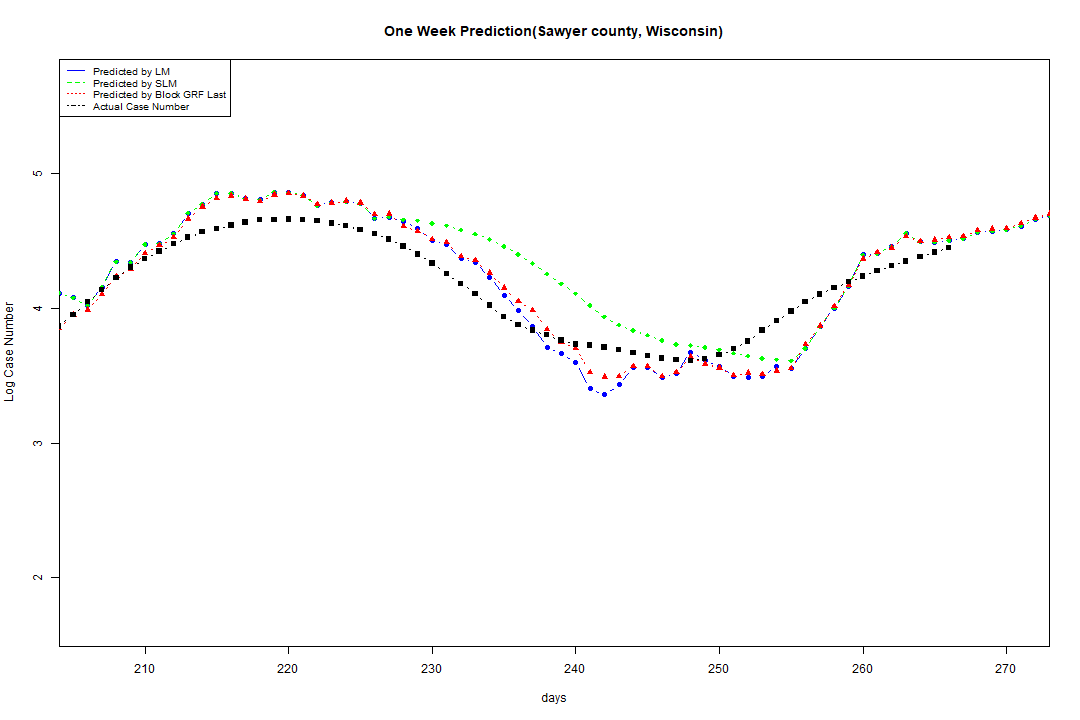 One Week Prediction(Sawyer county, Wisconsin)
Predicted by LM
Predicted by SLM
Predicted by Block GRF Last
Actual Case Number
5
4
3
2
Log Case Number
210 220 230 240 250 260 270
days